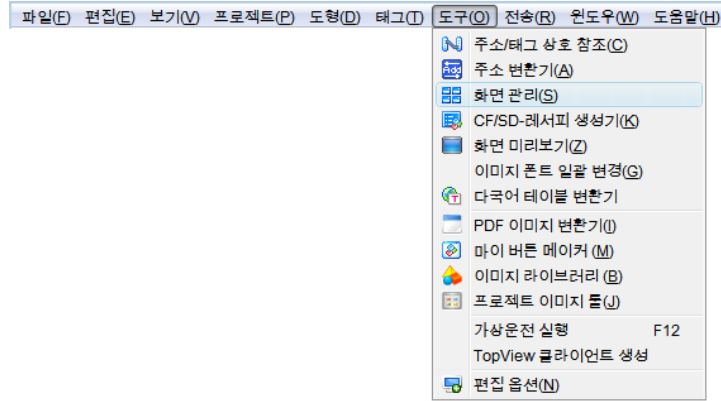 파일(F) 편집(E) 보기(V) 프로젝트(P) 도형(D) 태그(T) 도구(O) 전송(R) 윈도우(W) 도움말(H)
주소/태그 상호 참조(C)
주소 변환기(A)
화면 관리(S)
CF/SD-레서피 생성기(K)
화면 미리보기(Z)
이미지 폰트 일괄 변경(G)
다국어 테이블 변환기
PDF 이미지 변환기(I)
마이 버튼 메이커 (M)
이미지 라이브러리 (B)
프로젝트 이미지 툴(J)
가상운전 실행 F12
TopView 클라이언트 생성
편집 옵션(N)